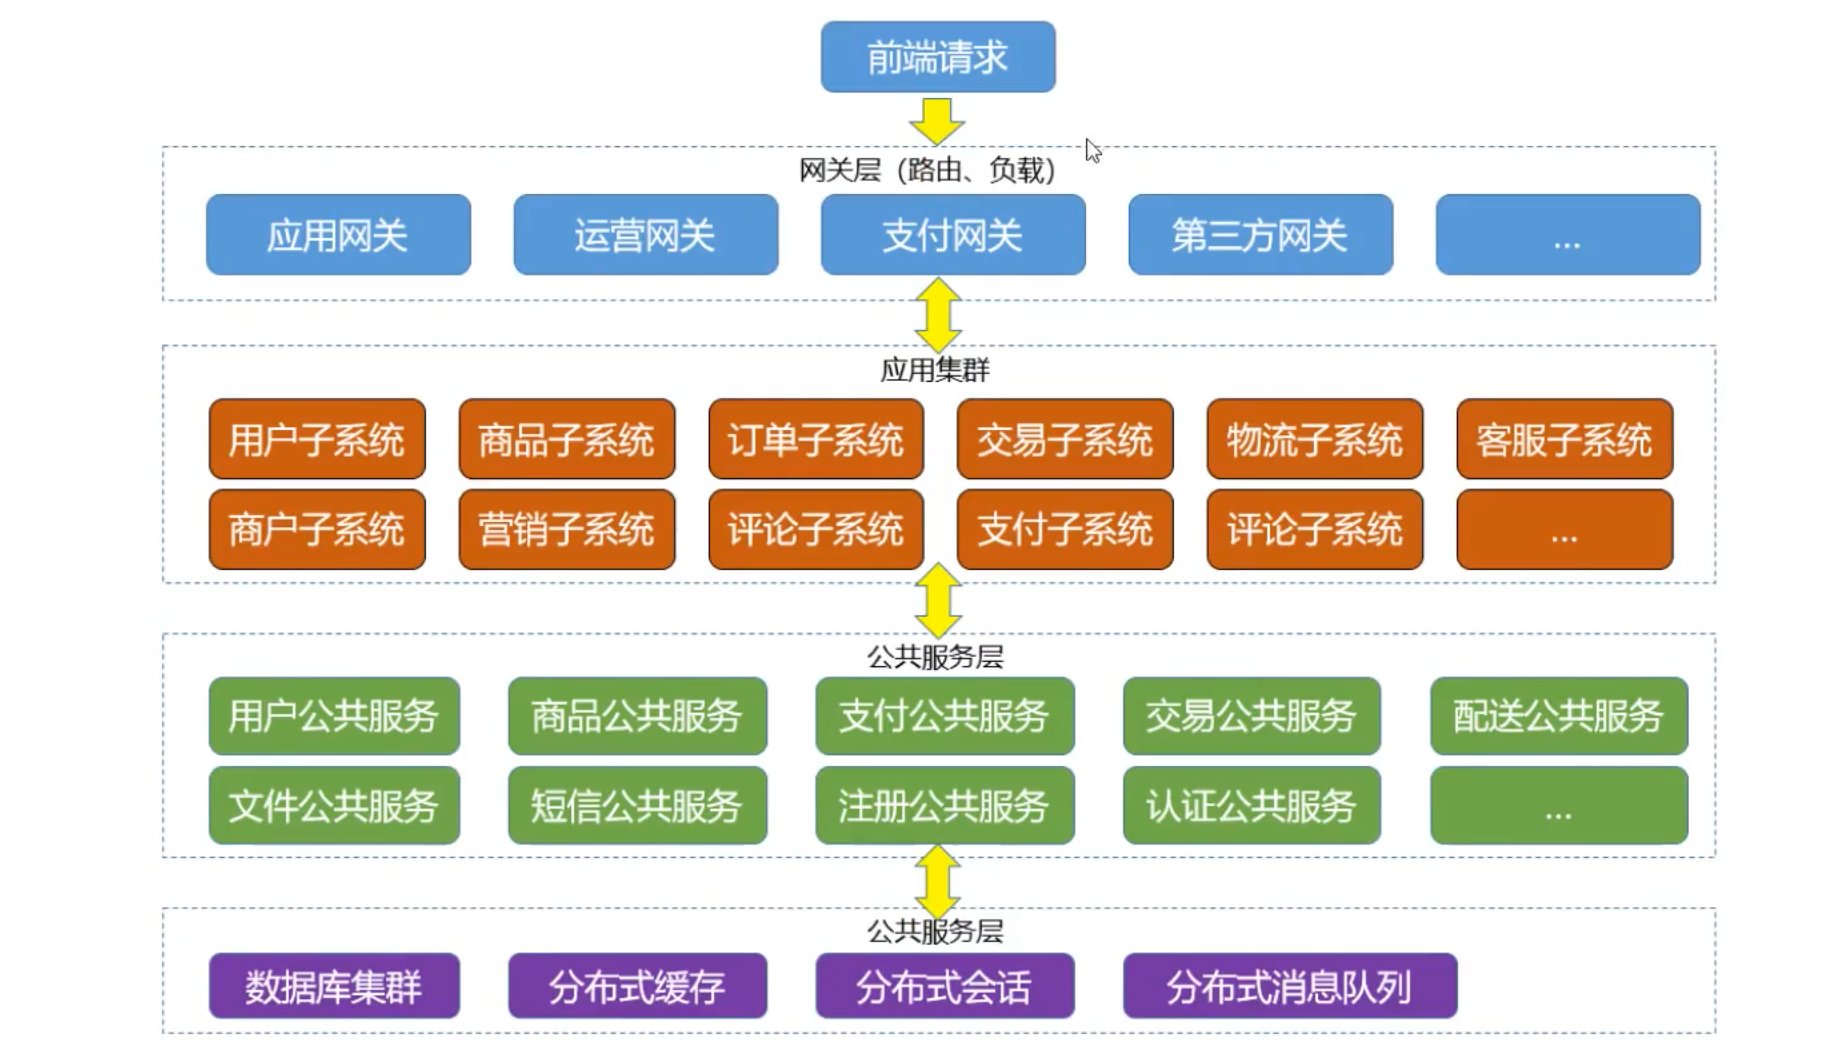 前端请求
网关层（路由、负载）
应用网关 运营网关 支付网关 第三方网关 ...
应用集群
用户子系统 商品子系统 订单子系统 交易子系统 物流子系统 客服子系统
商户子系统 营销子系统 评论子系统 支付子系统 评论子系统 ...
公共服务层
用户公共服务 商品公共服务 支付公共服务 交易公共服务 配送公共服务
文件公共服务 短信公共服务 注册公共服务 认证公共服务 ...
公共服务层
数据库集群 分布式缓存 分布式会话 分布式消息队列